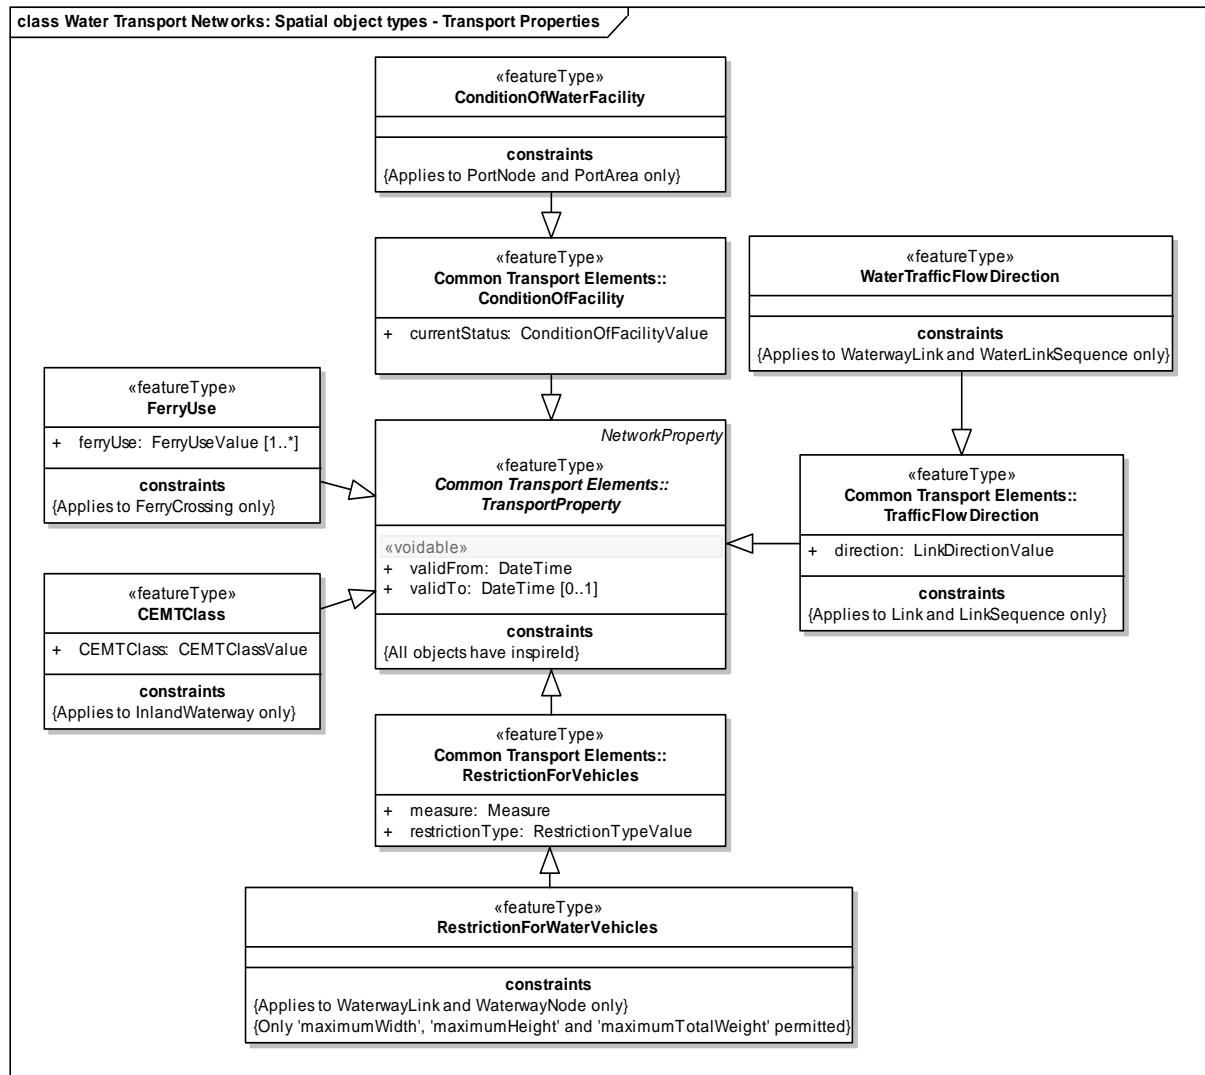 class Water Transport Networks: Spatial object types - Transport Properties
«featureType»
ConditionOfWaterFacility
constraints
{Applies to PortNode and PortArea only}
«featureType»
Common Transport Elements::
ConditionOfFacility
+ currentStatus: ConditionOfFacilityValue
«featureType»
WaterTrafficFlowDirection
constraints
{Applies to WaterwayLink and WaterLinkSequence only}
«featureType»
FerryUse
+ ferryUse: FerryUseValue [1..*]
constraints
{Applies to FerryCrossing only}
NetworkProperty
«featureType»
Common Transport Elements::
TransportProperty
«voidable»
+ validFrom: DateTime
+ validTo: DateTime [0..1]
constraints
{All objects have inspireId}
«featureType»
Common Transport Elements::
TrafficFlowDirection
+ direction: LinkDirectionValue
constraints
{Applies to Link and LinkSequence only}
«featureType»
CEMTClass
+ CEMTClass: CEMTClassValue
constraints
{Applies to InlandWaterway only}
«featureType»
Common Transport Elements::
RestrictionForVehicles
+ measure: Measure
+ restrictionType: RestrictionTypeValue
«featureType»
RestrictionForWaterVehicles
constraints
{Applies to WaterwayLink and WaterwayNode only}
{Only 'maximumWidth', 'maximumHeight' and 'maximumTotalWeight' permitted}